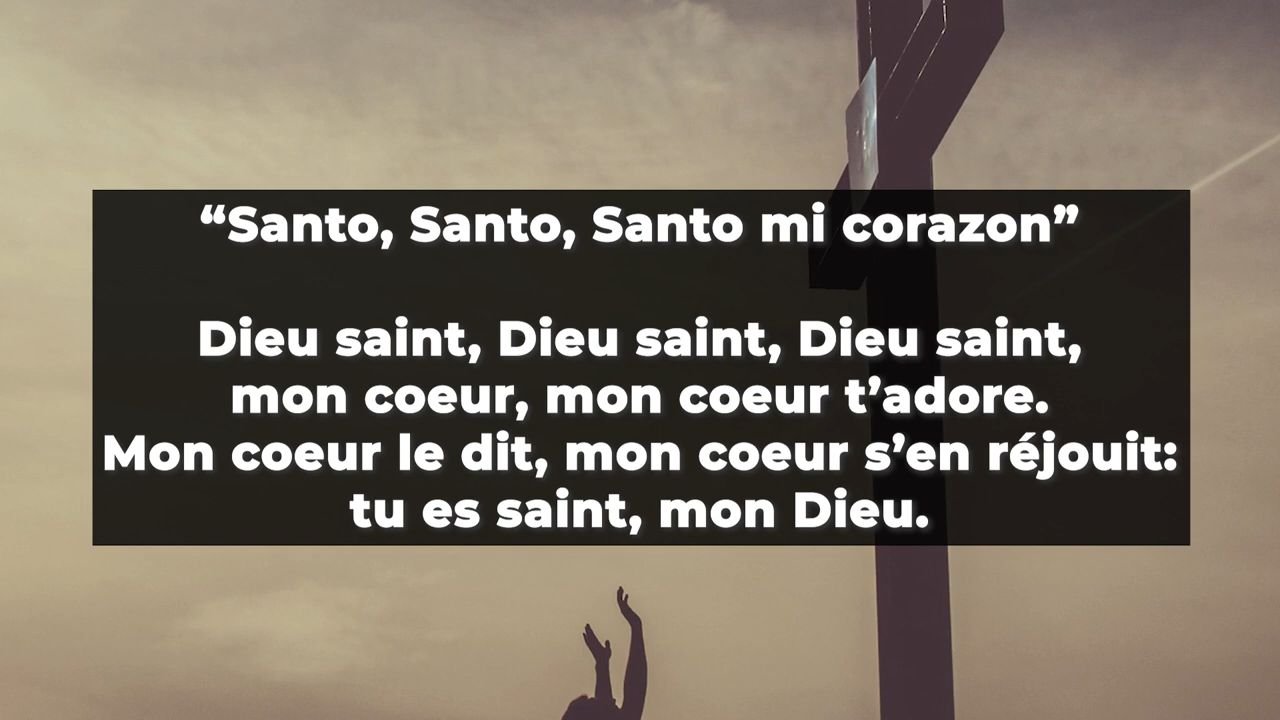 “Santo, Santo, Santo mi corazon”
Dieu saint, Dieu saint, Dieu saint,
mon coeur, mon coeur t’adore.
Mon coeur le dit, mon coeur s’en réjouit:
tu es saint, mon Dieu.